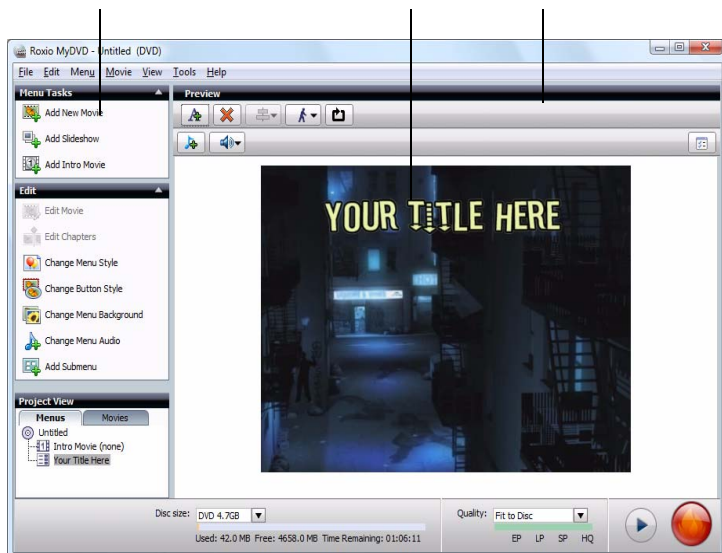 Roxio MyDVD - Untitled (DVD)
File Edit Menu Movie View Tools Help
Menu Tasks
Add New Movie
Add Slideshow
Add Intro Movie
Edit
Edit Movie
Edit Chapters
Change Menu Style
Change Button Style
Change Menu Background
Change Menu Audio
Add Submenu
Project View
Menus Movies
Untitled
Intro Movie (none)
Your Title Here
Preview
YOUR TITLE HERE
Disc size: DVD 4.7GB
Used: 42.0 MB Free: 4658.0 MB Time Remaining: 01:06:11
Quality: Fit to Disc
EP LP SP HQ